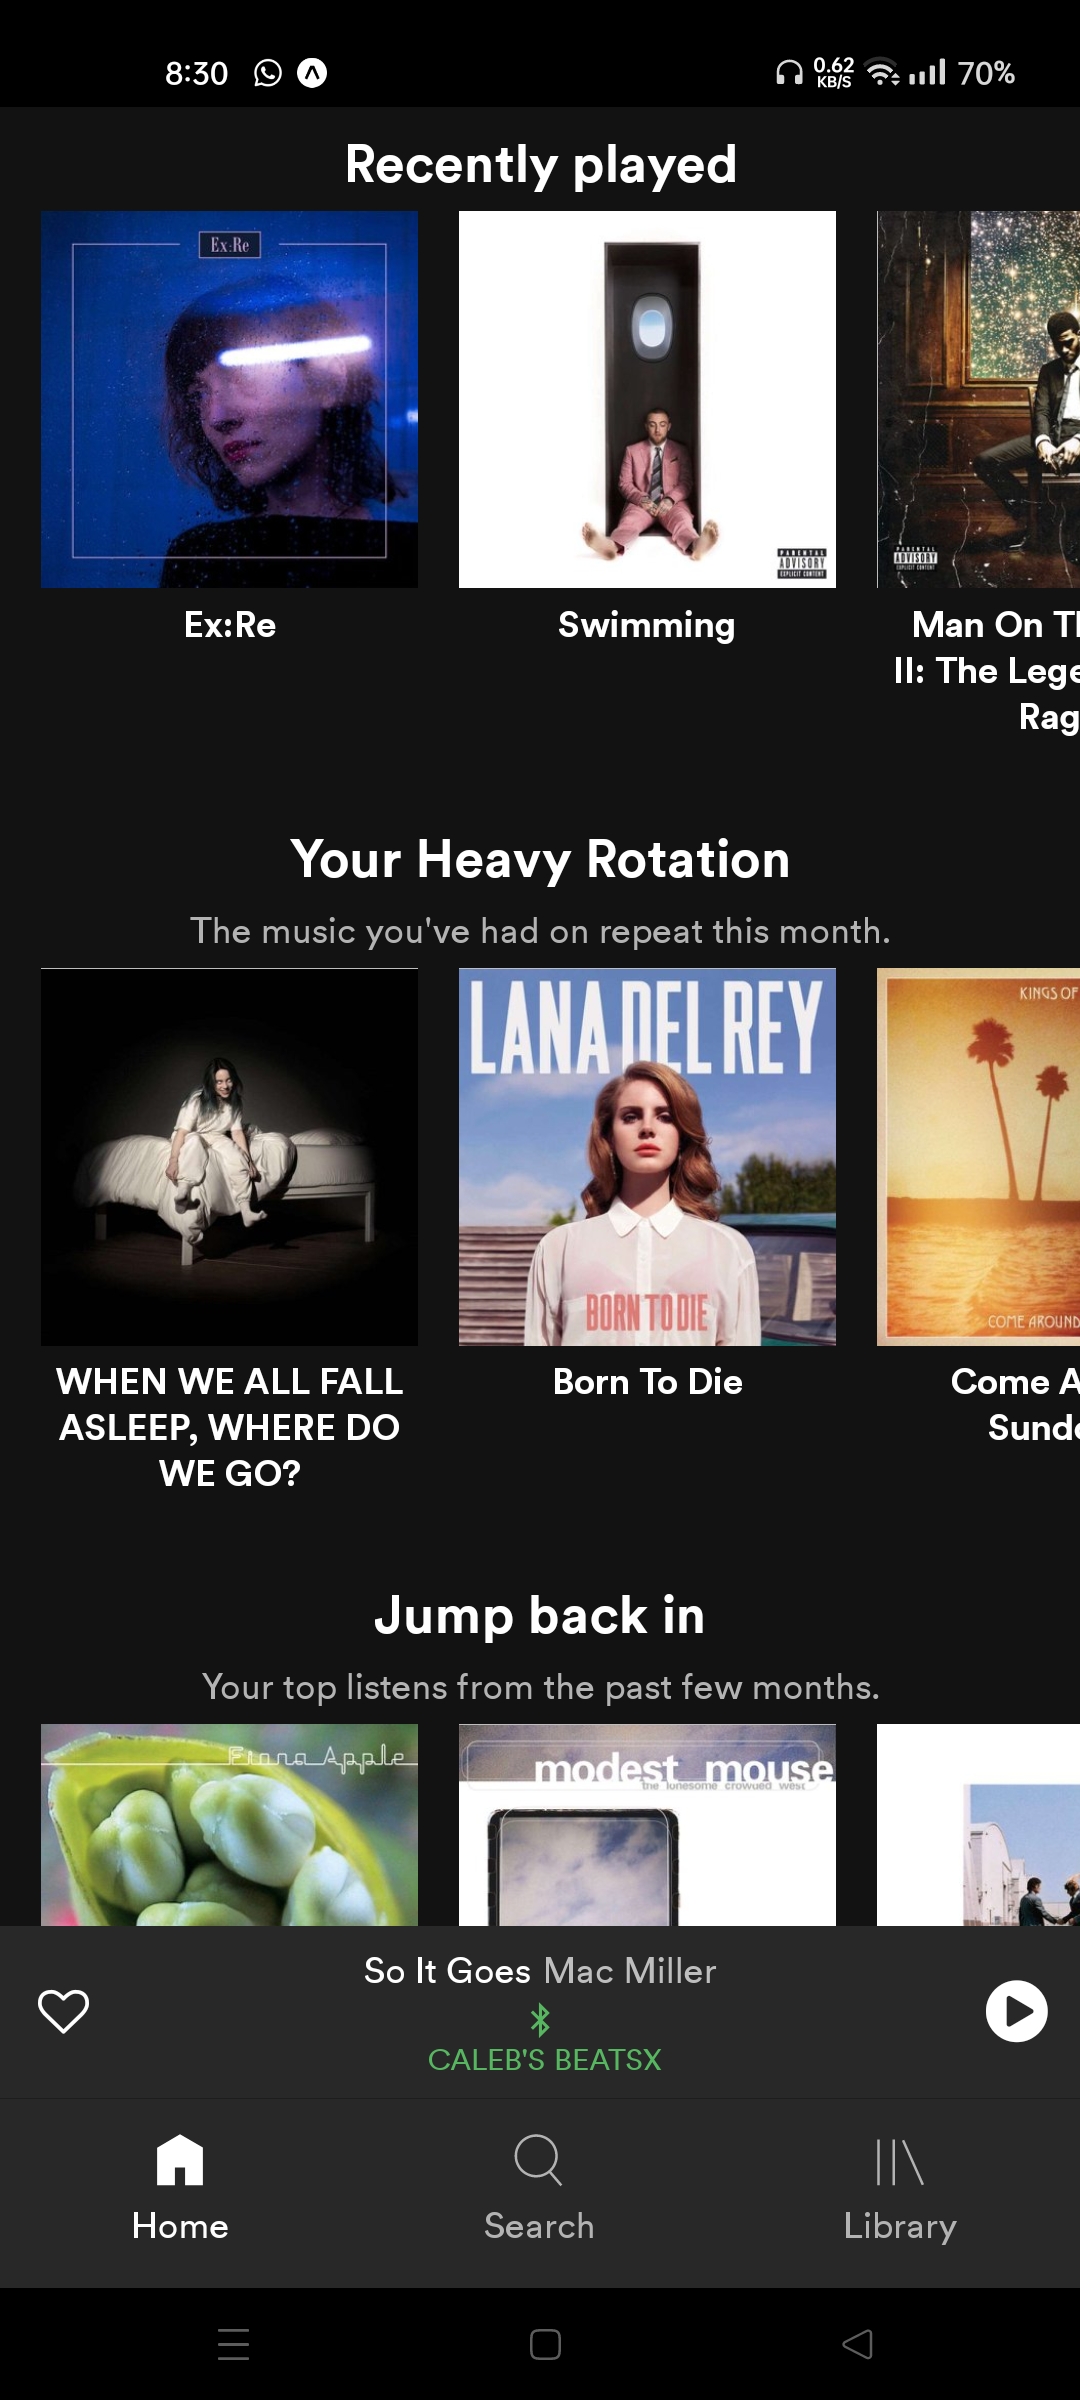 8:30
0.62
KB/S
70%
Recently played
Ex:Re
PARENTAL
ADVISORY
EXPLICIT CONTENT
PARENTAL
ADVISORY
EXPLICIT CONTENT
Ex:Re
Swimming
Man On T
II: The Lege
Rag
Your Heavy Rotation
The music you've had on repeat this month.
LANA DEL REY
BORN TO DIE
KINGS OF
COME AROUND
WHEN WE ALL FALL
ASLEEP, WHERE DO
WE GO?
Born To Die
Come A
Sundo
Jump back in
Your top listens from the past few months.
Fiona Apple
modest mouse
the lonesome crowded west
So It Goes Mac Miller
CALEB'S BEATSX
Home
Search
Library